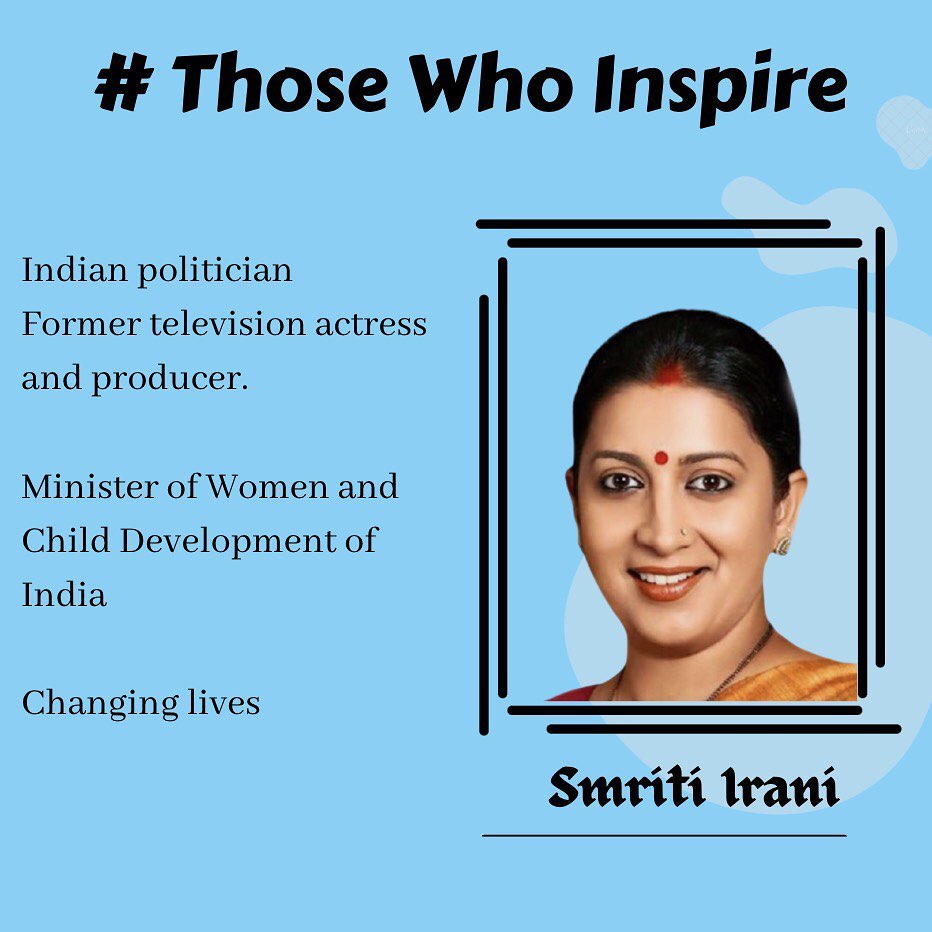 # Those Who Inspire
Indian politician
Former television actress
and producer.
Minister of Women and
Child Development of
India
Changing lives
Smriti Irani